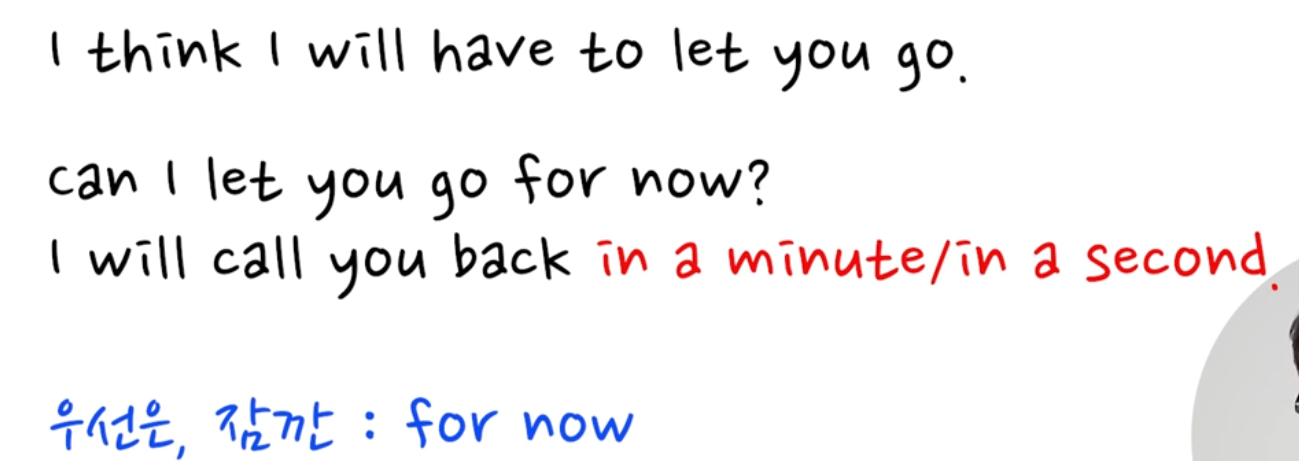 I think I will have to let you go.
can I let you go for now?
I will call you back in a minute/in a second.
우선은, 잠깐 : for now